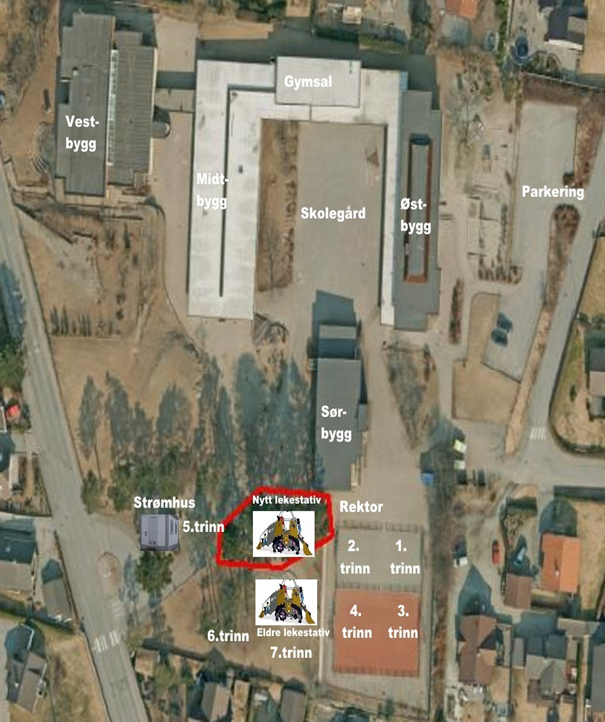 Gymsal
Vest-
bygg
Midt-
bygg
Skolegård
Øst-
bygg
Parkering
Sør-
bygg
Strømhus
5.trinn
Nytt lekestativ
Rektor
2.
trinn
1.
trinn
4.
trinn
3.
trinn
6.trinn
Eldre lekestativ
7.trinn